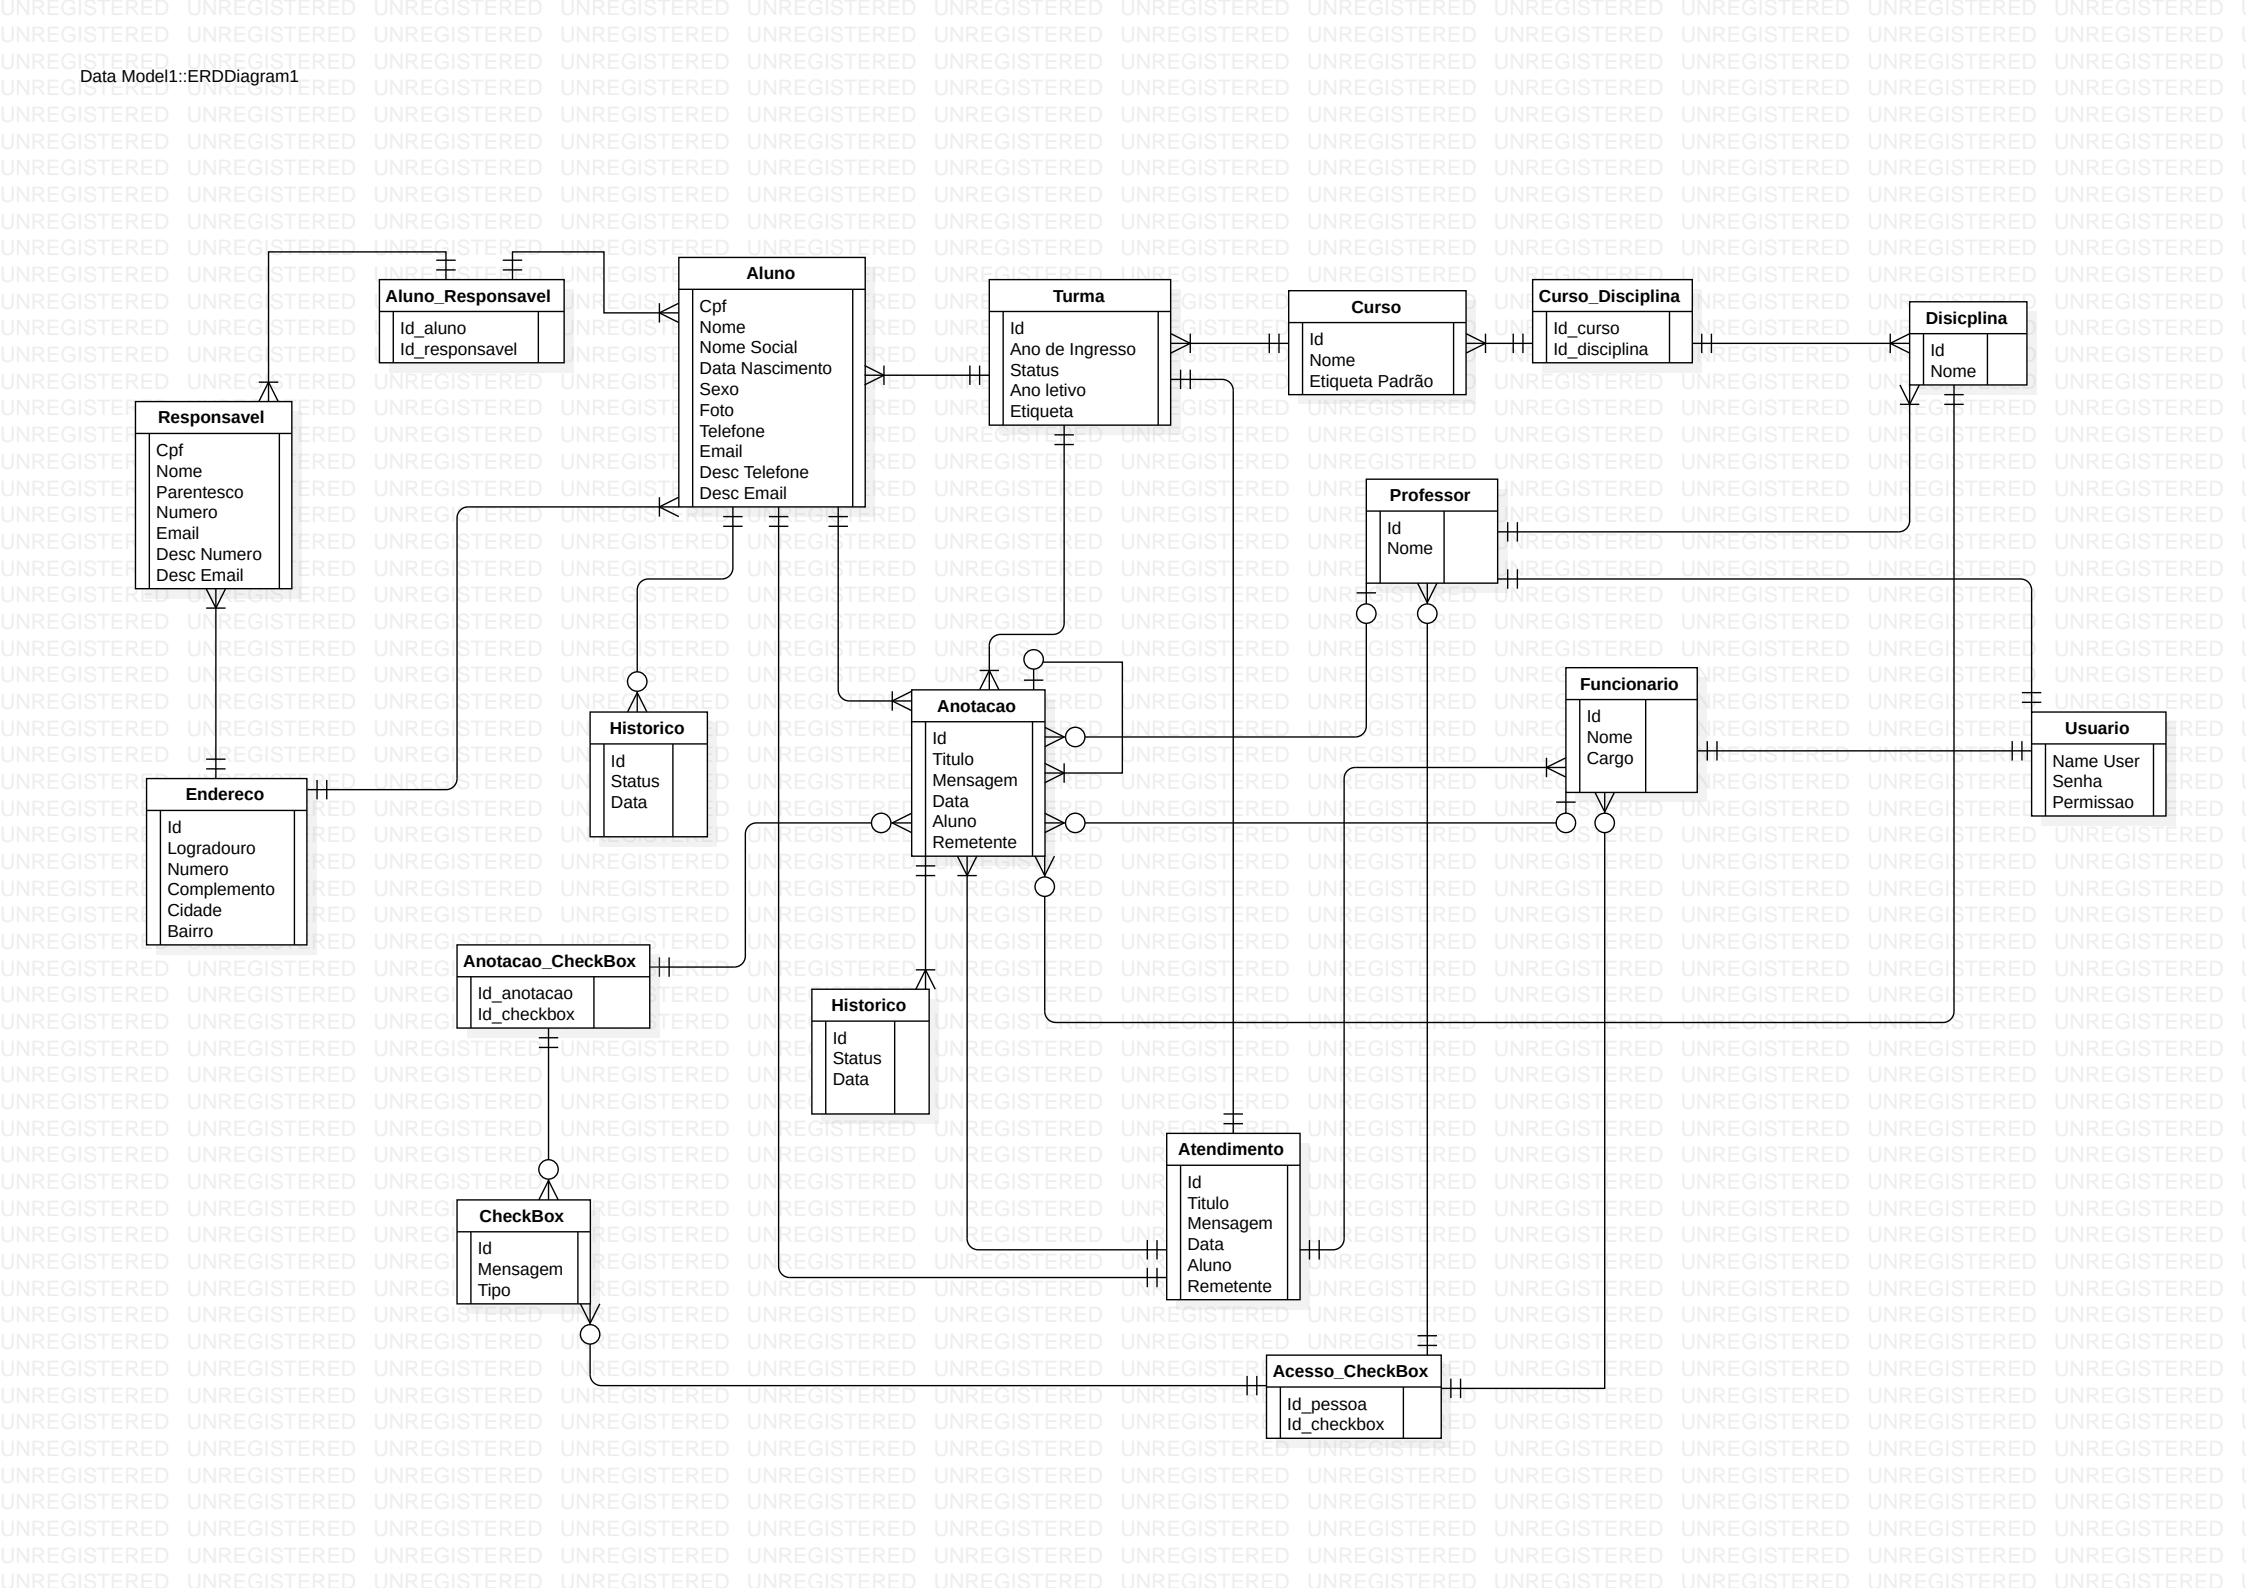 Data Model1::ERDDiagram1
Aluno_Responsavel
Id_aluno
Id_responsavel
Aluno
Cpf
Nome
Nome Social
Data Nascimento
Sexo
Foto
Telefone
Email
Desc Telefone
Desc Email
Turma
Id
Ano de Ingresso
Status
Ano letivo
Etiqueta
Curso
Id
Nome
Etiqueta Padrão
Curso_Disciplina
Id_curso
Id_disciplina
Disicplina
Id
Nome
Responsavel
Cpf
Nome
Parentesco
Numero
Email
Desc Numero
Desc Email
Professor
Id
Nome
Funcionario
Id
Nome
Cargo
Usuario
Name User
Senha
Permissao
Historico
Id
Status
Data
Anotacao
Id
Titulo
Mensagem
Data
Aluno
Remetente
Endereco
Id
Logradouro
Numero
Complemento
Cidade
Bairro
Anotacao_CheckBox
Id_anotacao
Id_checkbox
Historico
Id
Status
Data
Atendimento
Id
Titulo
Mensagem
Data
Aluno
Remetente
CheckBox
Id
Mensagem
Tipo
Acesso_CheckBox
Id_pessoa
Id_checkbox
UNREGISTERED